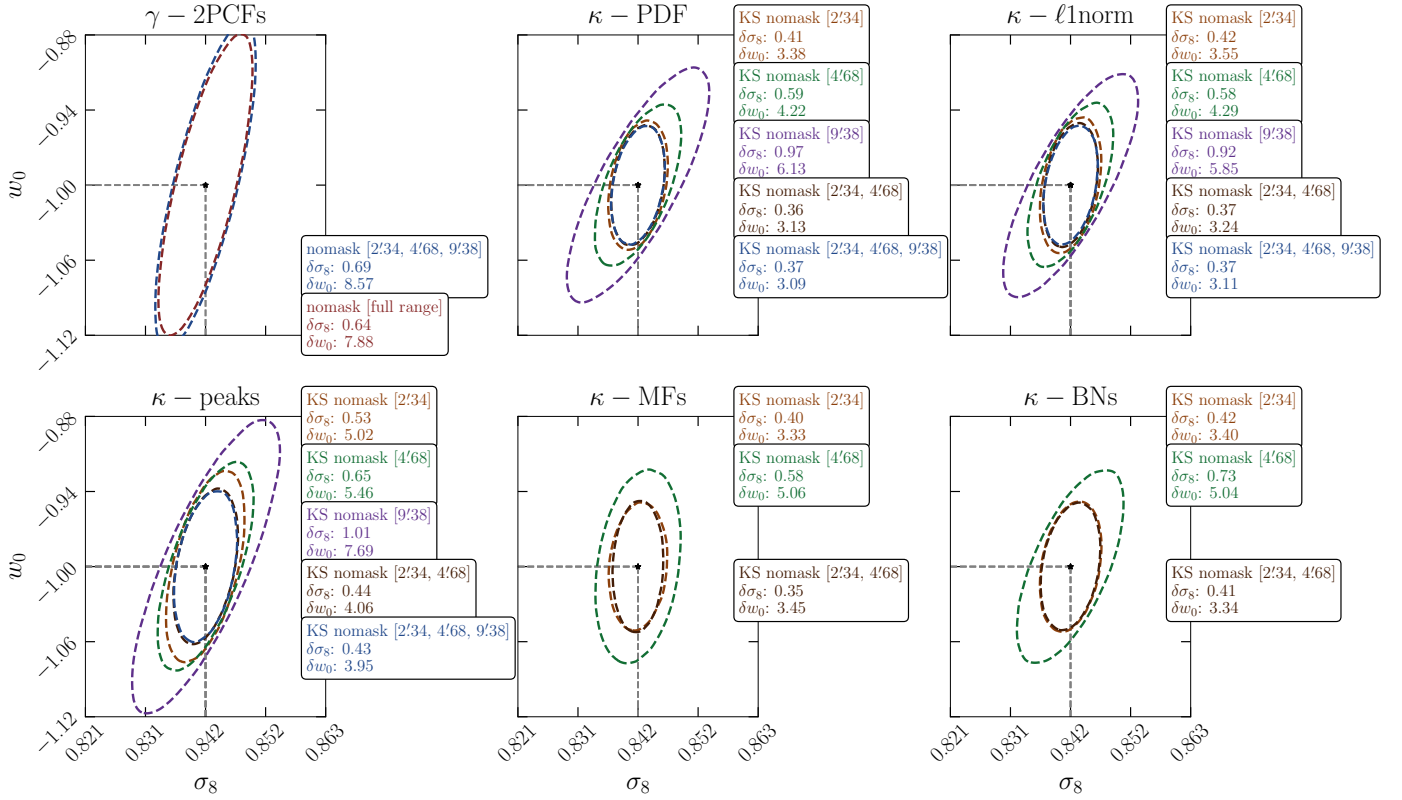 γ − 2PCFs
−0.88
−0.94
−1.00
−1.06
−1.12
w₀
nomask [2′.34, 4′.68, 9′.38]
δσ₈: 0.69
δw₀: 8.57
nomask [full range]
δσ₈: 0.64
δw₀: 7.88
κ − PDF
KS nomask [2′.34]
δσ₈: 0.41
δw₀: 3.38
KS nomask [4′.68]
δσ₈: 0.59
δw₀: 4.22
KS nomask [9′.38]
δσ₈: 0.97
δw₀: 6.13
KS nomask [2′.34, 4′.68]
δσ₈: 0.36
δw₀: 3.13
KS nomask [2′.34, 4′.68, 9′.38]
δσ₈: 0.37
δw₀: 3.09
κ − ℓ1norm
KS nomask [2′.34]
δσ₈: 0.42
δw₀: 3.55
KS nomask [4′.68]
δσ₈: 0.58
δw₀: 4.29
KS nomask [9′.38]
δσ₈: 0.92
δw₀: 5.85
KS nomask [2′.34, 4′.68]
δσ₈: 0.37
δw₀: 3.24
KS nomask [2′.34, 4′.68, 9′.38]
δσ₈: 0.37
δw₀: 3.11
κ − peaks
−0.88
−0.94
−1.00
−1.06
−1.12
w₀
KS nomask [2′.34]
δσ₈: 0.53
δw₀: 5.02
KS nomask [4′.68]
δσ₈: 0.65
δw₀: 5.46
KS nomask [9′.38]
δσ₈: 1.01
δw₀: 7.69
KS nomask [2′.34, 4′.68]
δσ₈: 0.44
δw₀: 4.06
KS nomask [2′.34, 4′.68, 9′.38]
δσ₈: 0.43
δw₀: 3.95
0.821 0.831 0.842 0.852 0.863
σ₈
κ − MFs
KS nomask [2′.34]
δσ₈: 0.40
δw₀: 3.33
KS nomask [4′.68]
δσ₈: 0.58
δw₀: 5.06
KS nomask [2′.34, 4′.68]
δσ₈: 0.35
δw₀: 3.45
0.821 0.831 0.842 0.852 0.863
σ₈
κ − BNs
KS nomask [2′.34]
δσ₈: 0.42
δw₀: 3.40
KS nomask [4′.68]
δσ₈: 0.73
δw₀: 5.04
KS nomask [2′.34, 4′.68]
δσ₈: 0.41
δw₀: 3.34
0.821 0.831 0.842 0.852 0.863
σ₈